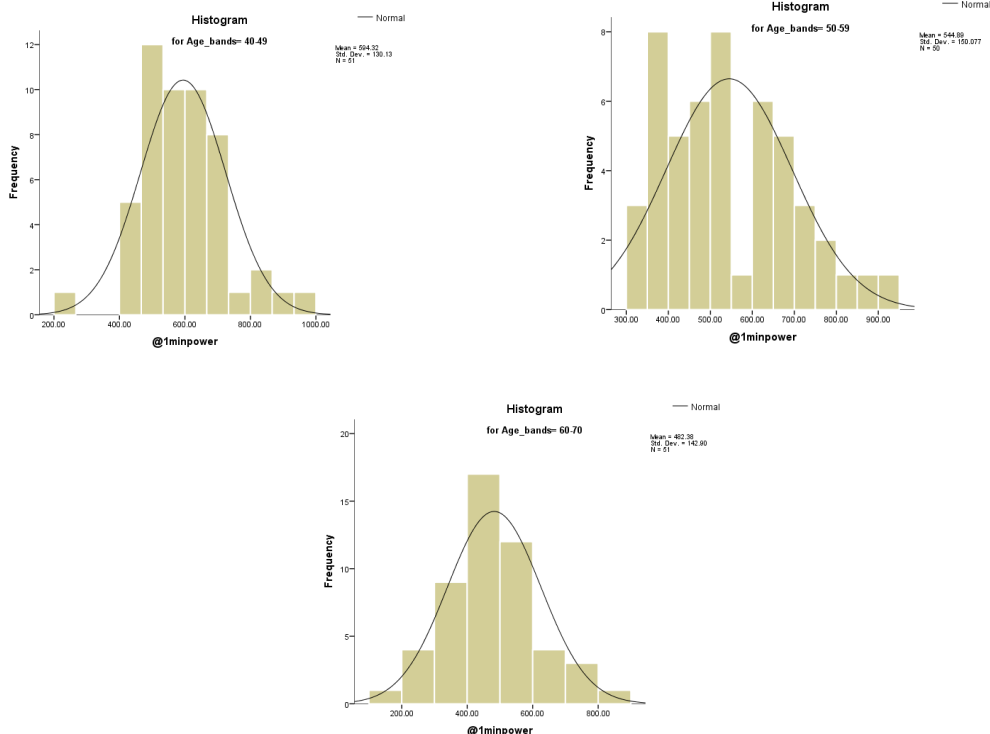 Histogram
Normal
for Age_bands= 40-49
Mean = 594.32
Std. Dev. = 130.13
N = 51
Frequency
12
10
8
6
4
2
0
200.00 400.00 600.00 800.00 1000.00
@1minpower
Histogram
Normal
for Age_bands= 50-59
Mean = 544.89
Std. Dev. = 150.077
N = 50
Frequency
8
6
4
2
0
300.00 400.00 500.00 600.00 700.00 800.00 900.00
@1minpower
Histogram
Normal
for Age_bands= 60-70
Mean = 482.38
Std. Dev. = 142.90
N = 51
Frequency
20
15
10
5
0
200.00 400.00 600.00 800.00
@1minpower